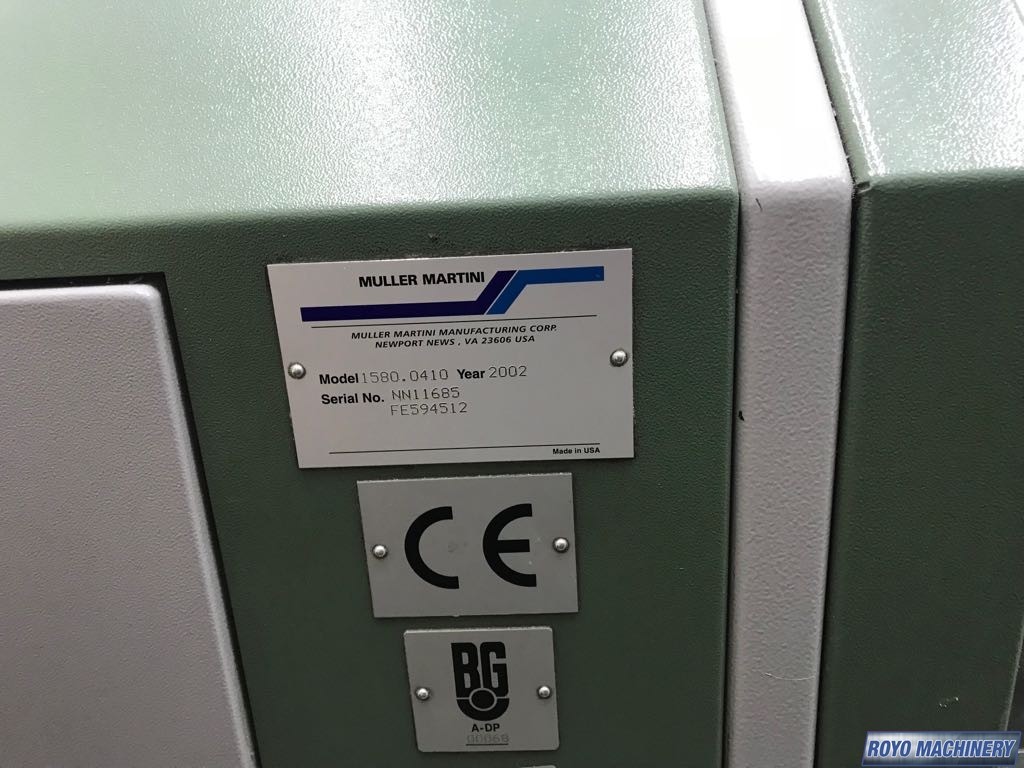 MULLER MARTINI
MULLER MARTINI MANUFACTURING CORP.
NEWPORT NEWS , VA 23606 USA
Model 1580.0410 Year 2002
Serial No. NN11685
FE594512
Made in USA
CE
BG
A-DP
00068
ROYO MACHINERY